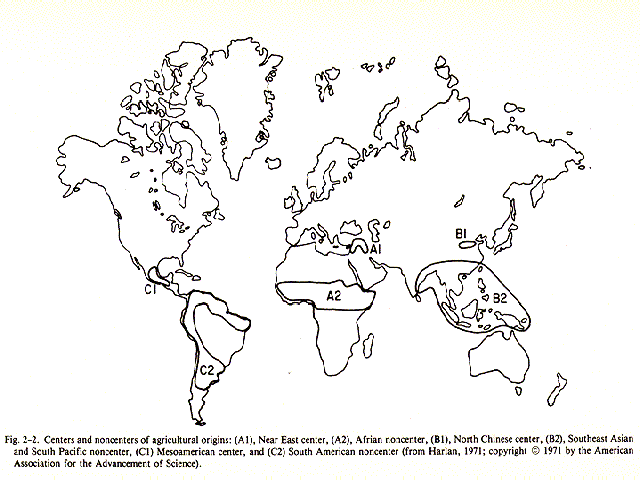 A1
B1
A2
B2
C1
C2
Fig. 2-2. Centers and noncenters of agricultural origins: (A1), Near East center, (A2), Afrian noncenter, (B1), North Chinese center, (B2), Southeast Asian
and South Pacific noncenter, (C1) Mesoamerican center, and (C2) South American noncenter (from Harlan, 1971; copyright © 1971 by the American
Association for the Advancement of Science).